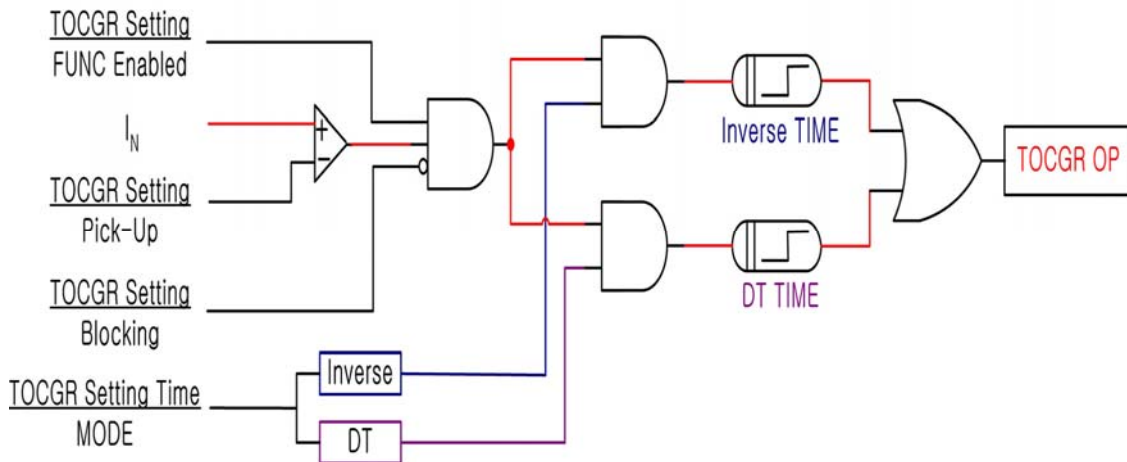 TOCGR Setting
FUNC Enabled
I_N
+
−
TOCGR Setting
Pick-Up
TOCGR Setting
Blocking
TOCGR Setting Time
MODE
Inverse
DT
Inverse TIME
DT TIME
TOCGR OP